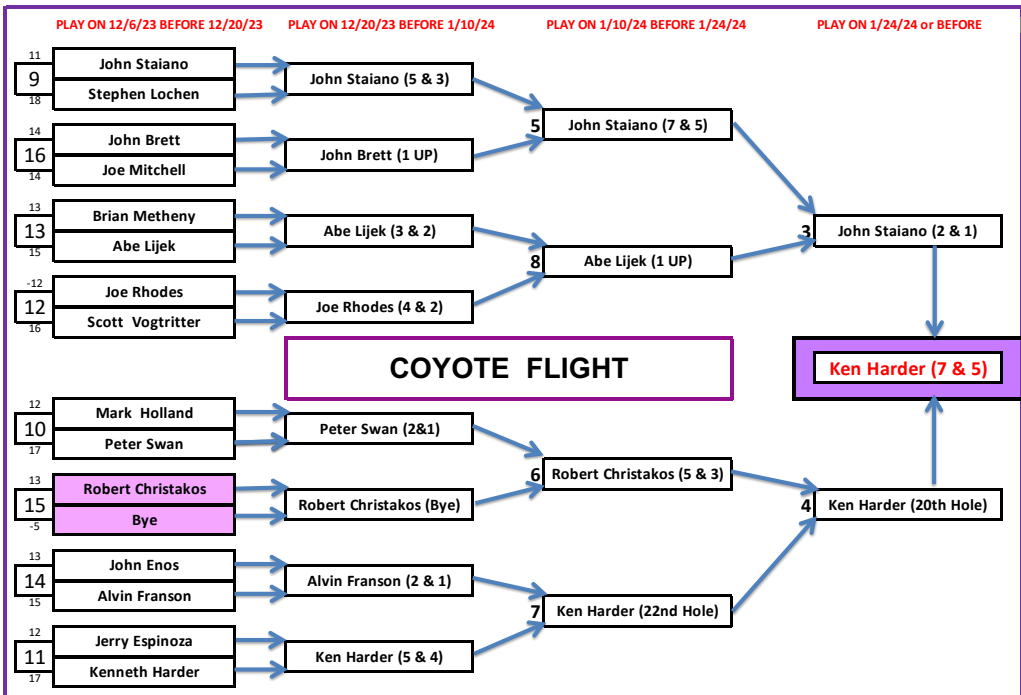 PLAY ON 12/6/23 BEFORE 12/20/23
PLAY ON 12/20/23 BEFORE 1/10/24
PLAY ON 1/10/24 BEFORE 1/24/24
PLAY ON 1/24/24 or BEFORE
11
9
18
John Staiano
Stephen Lochen
John Staiano (5 & 3)
5
John Staiano (7 & 5)
14
16
14
John Brett
Joe Mitchell
John Brett (1 UP)
13
13
15
Brian Metheny
Abe Lijek
Abe Lijek (3 & 2)
3
John Staiano (2 & 1)
8
Abe Lijek (1 UP)
-12
12
16
Joe Rhodes
Scott Vogtritter
Joe Rhodes (4 & 2)
COYOTE FLIGHT
Ken Harder (7 & 5)
12
10
17
Mark Holland
Peter Swan
Peter Swan (2&1)
6
Robert Christakos (5 & 3)
13
15
-5
Robert Christakos
Bye
Robert Christakos (Bye)
4
Ken Harder (20th Hole)
13
14
15
John Enos
Alvin Franson
Alvin Franson (2 & 1)
7
Ken Harder (22nd Hole)
12
11
17
Jerry Espinoza
Kenneth Harder
Ken Harder (5 & 4)